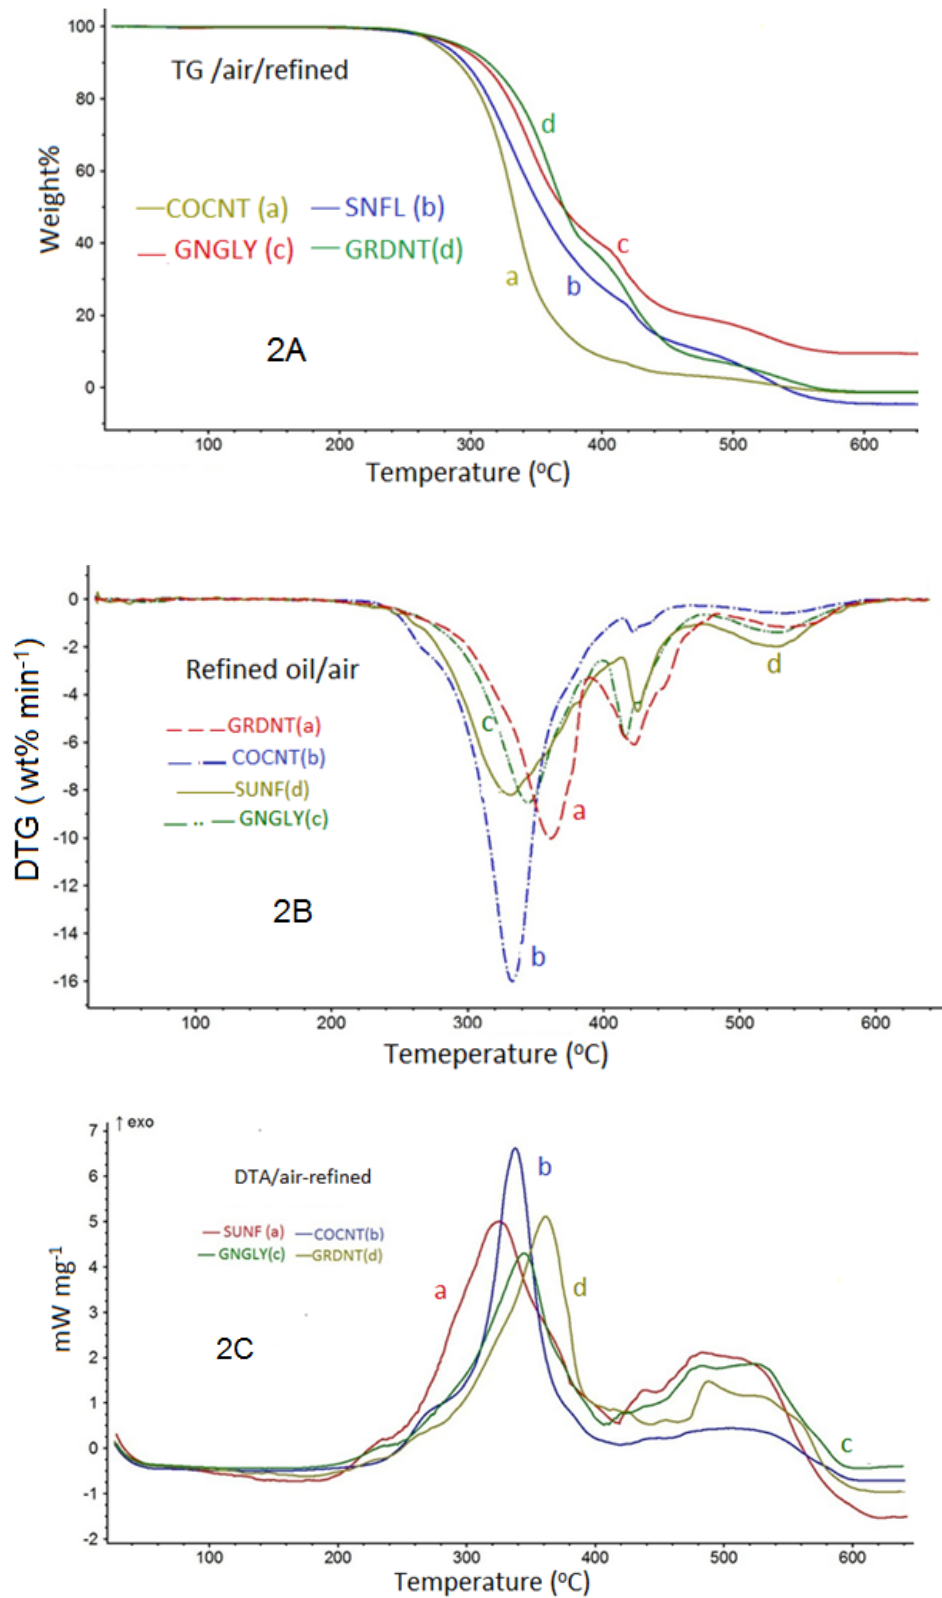 100
80
60
40
20
0
Weight%
TG /air/refined
COCNT (a) SNFL (b)
GNGLY (c) GRDNT(d)
d
c
a
b
2A
100 200 300 400 500 600
Temperature (oC)
0
-2
-4
-6
-8
-10
-12
-14
-16
DTG ( wt% min-1)
Refined oil/air
GRDNT(a)
COCNT(b)
SUNF(d)
GNGLY(c)
c
d
a
b
2B
100 200 300 400 500 600
Temeperature (oC)
7
6
5
4
3
2
1
0
-1
-2
mW mg-1
↑ exo
DTA/air-refined
SUNF (a) COCNT(b)
GNGLY(c) GRDNT(d)
b
a
d
2C
c
100 200 300 400 500 600
Temperature (oC)